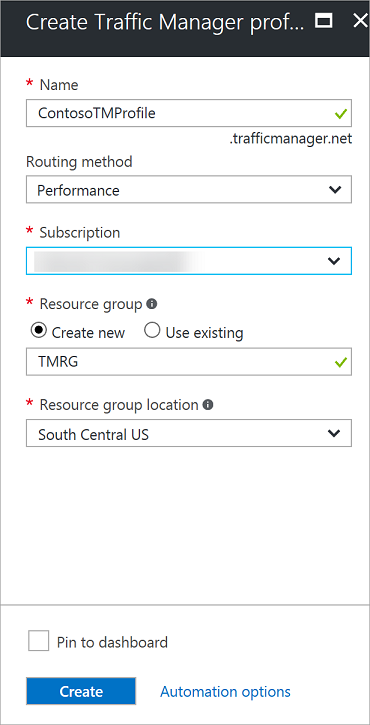 Create Traffic Manager prof...
* Name
ContosoTMProfile
.trafficmanager.net
Routing method
Performance
* Subscription
* Resource group
Create new Use existing
TMRG
* Resource group location
South Central US
Pin to dashboard
Create Automation options